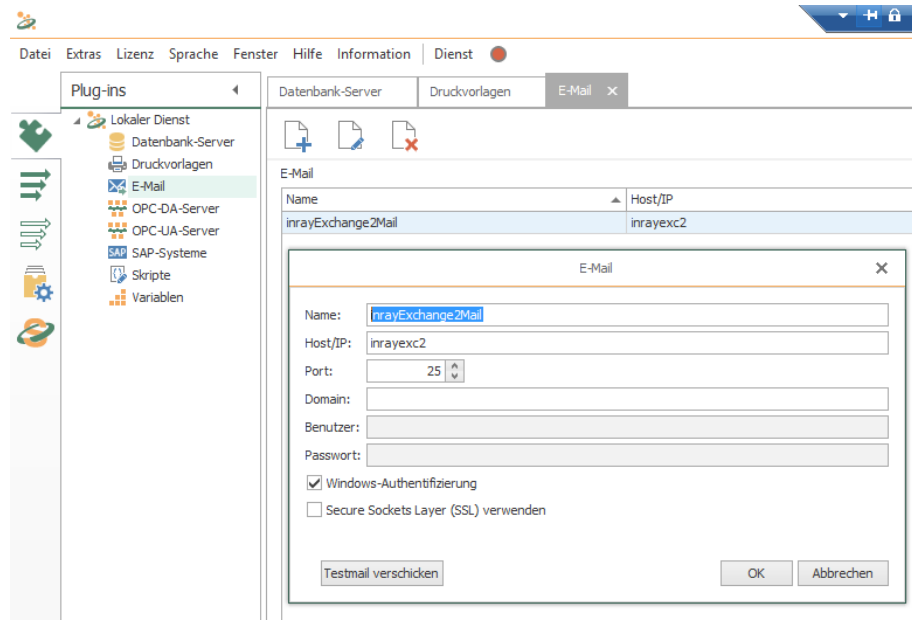 Datei Extras Lizenz Sprache Fenster Hilfe Information Dienst
Plug-ins
Lokaler Dienst
Datenbank-Server
Druckvorlagen
E-Mail
OPC-DA-Server
OPC-UA-Server
SAP SAP-Systeme
Skripte
Variablen
Datenbank-Server Druckvorlagen E-Mail
E-Mail
Name Host/IP
inrayExchange2Mail inrayexc2
E-Mail
Name: inrayExchange2Mail
Host/IP: inrayexc2
Port: 25
Domain:
Benutzer:
Passwort:
Windows-Authentifizierung
Secure Sockets Layer (SSL) verwenden
Testmail verschicken OK Abbrechen